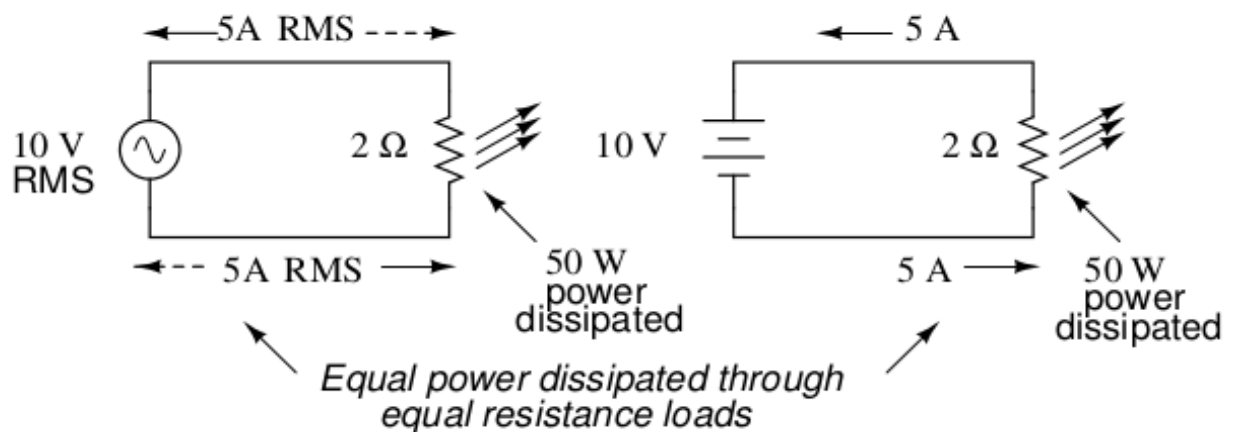 5A RMS
5 A
10 V
RMS
2 Ω
10 V
2 Ω
5A RMS
50 W
power
dissipated
5 A
50 W
power
dissipated
Equal power dissipated through
equal resistance loads